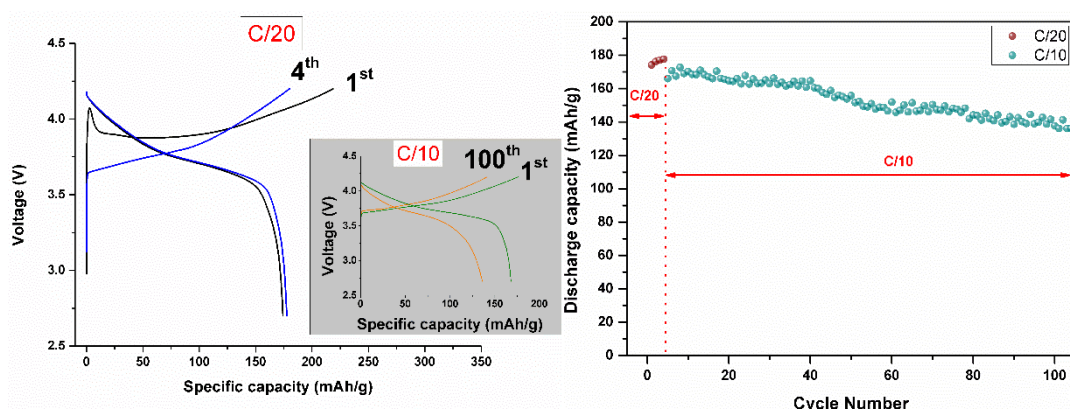 C/20
4th
1st
Voltage (V)
4.5
4.0
3.5
3.0
2.5
0 50 100 150 200 250 300 350
Specific capacity (mAh/g)
C/10
100th
1st
Voltage (V)
4.5
4.0
3.5
3.0
2.5
0 50 100 150 200
Specific capacity (mAh/g)
Discharge capacity (mAh/g)
200
180
160
140
120
100
80
60
40
20
0
C/20
C/10
C/20
C/10
0 20 40 60 80 100
Cycle Number